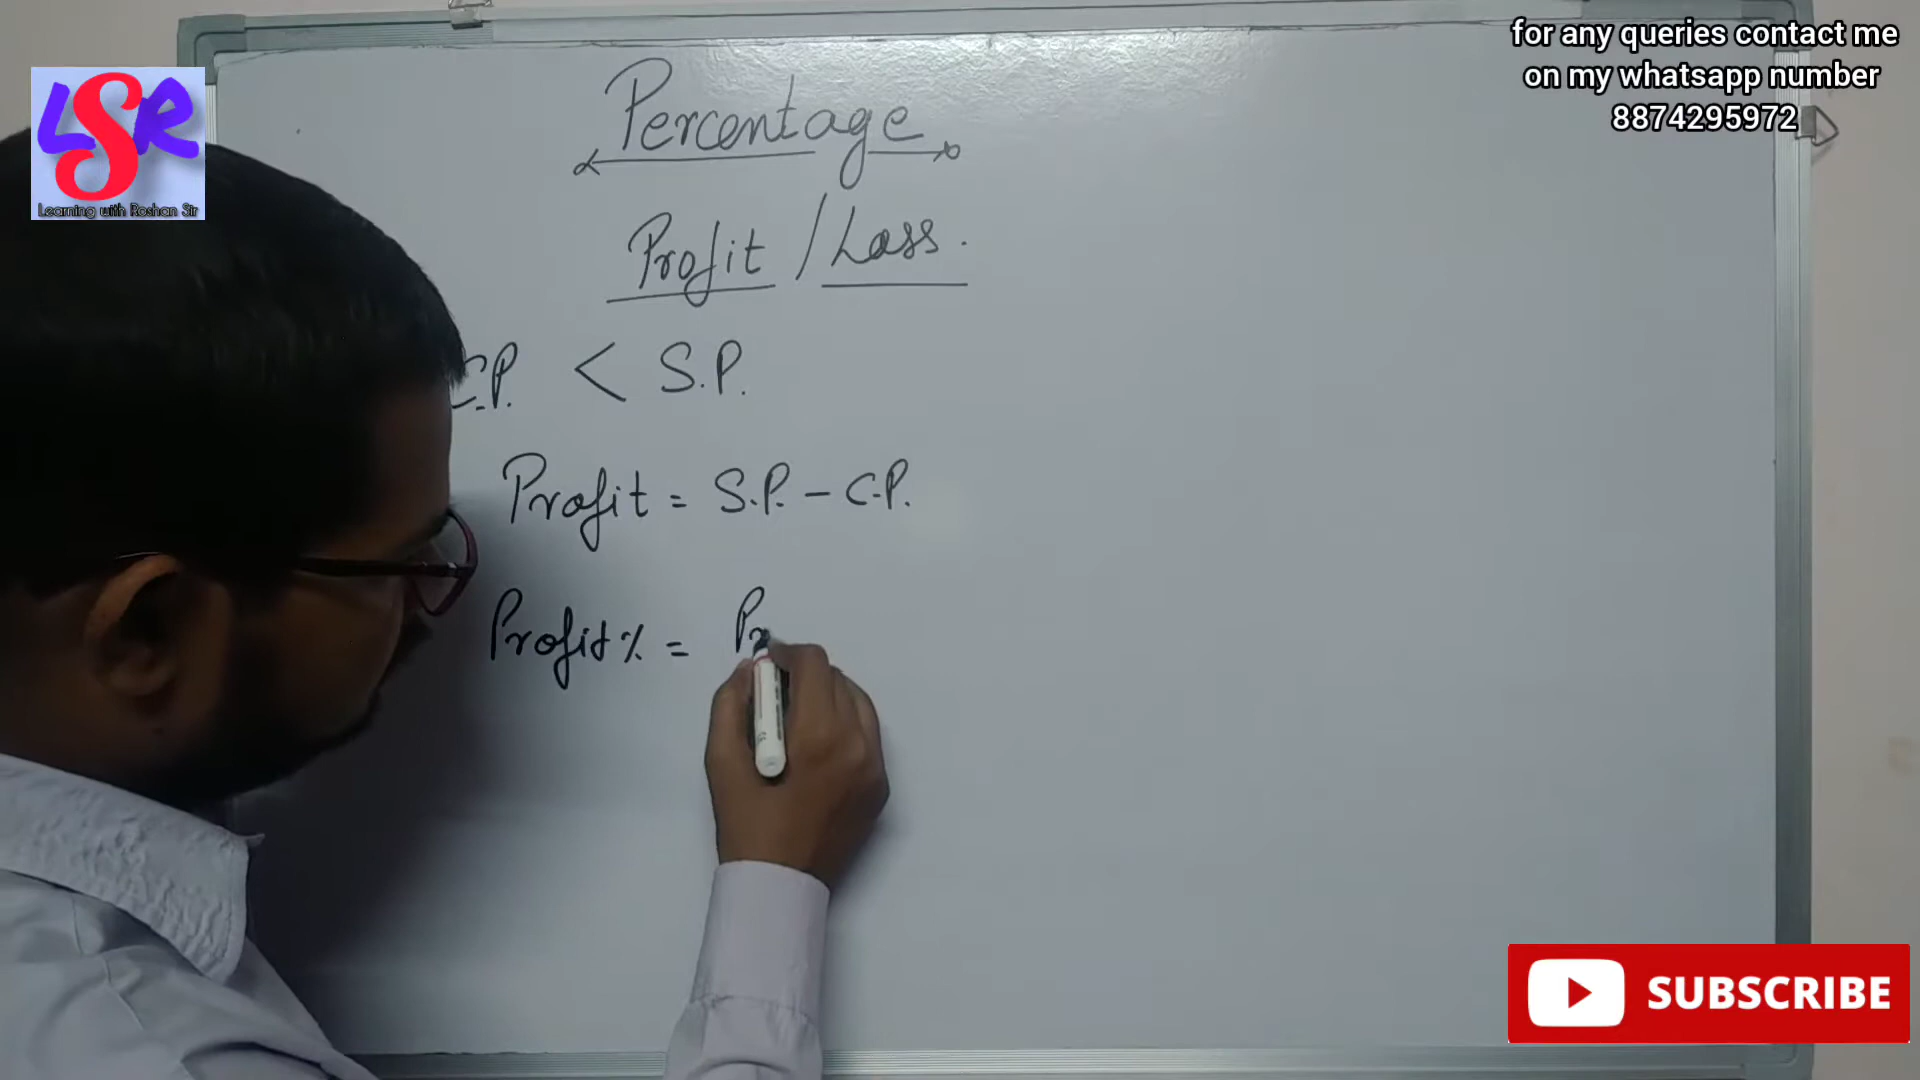 for any queries contact me
on my whatsapp number
8874295972
LSR
Learning with Roshan Sir
Percentage
Profit / Loss.
C.P. < S.P.
Profit = S.P. - C.P.
Profit % = Pr
SUBSCRIBE